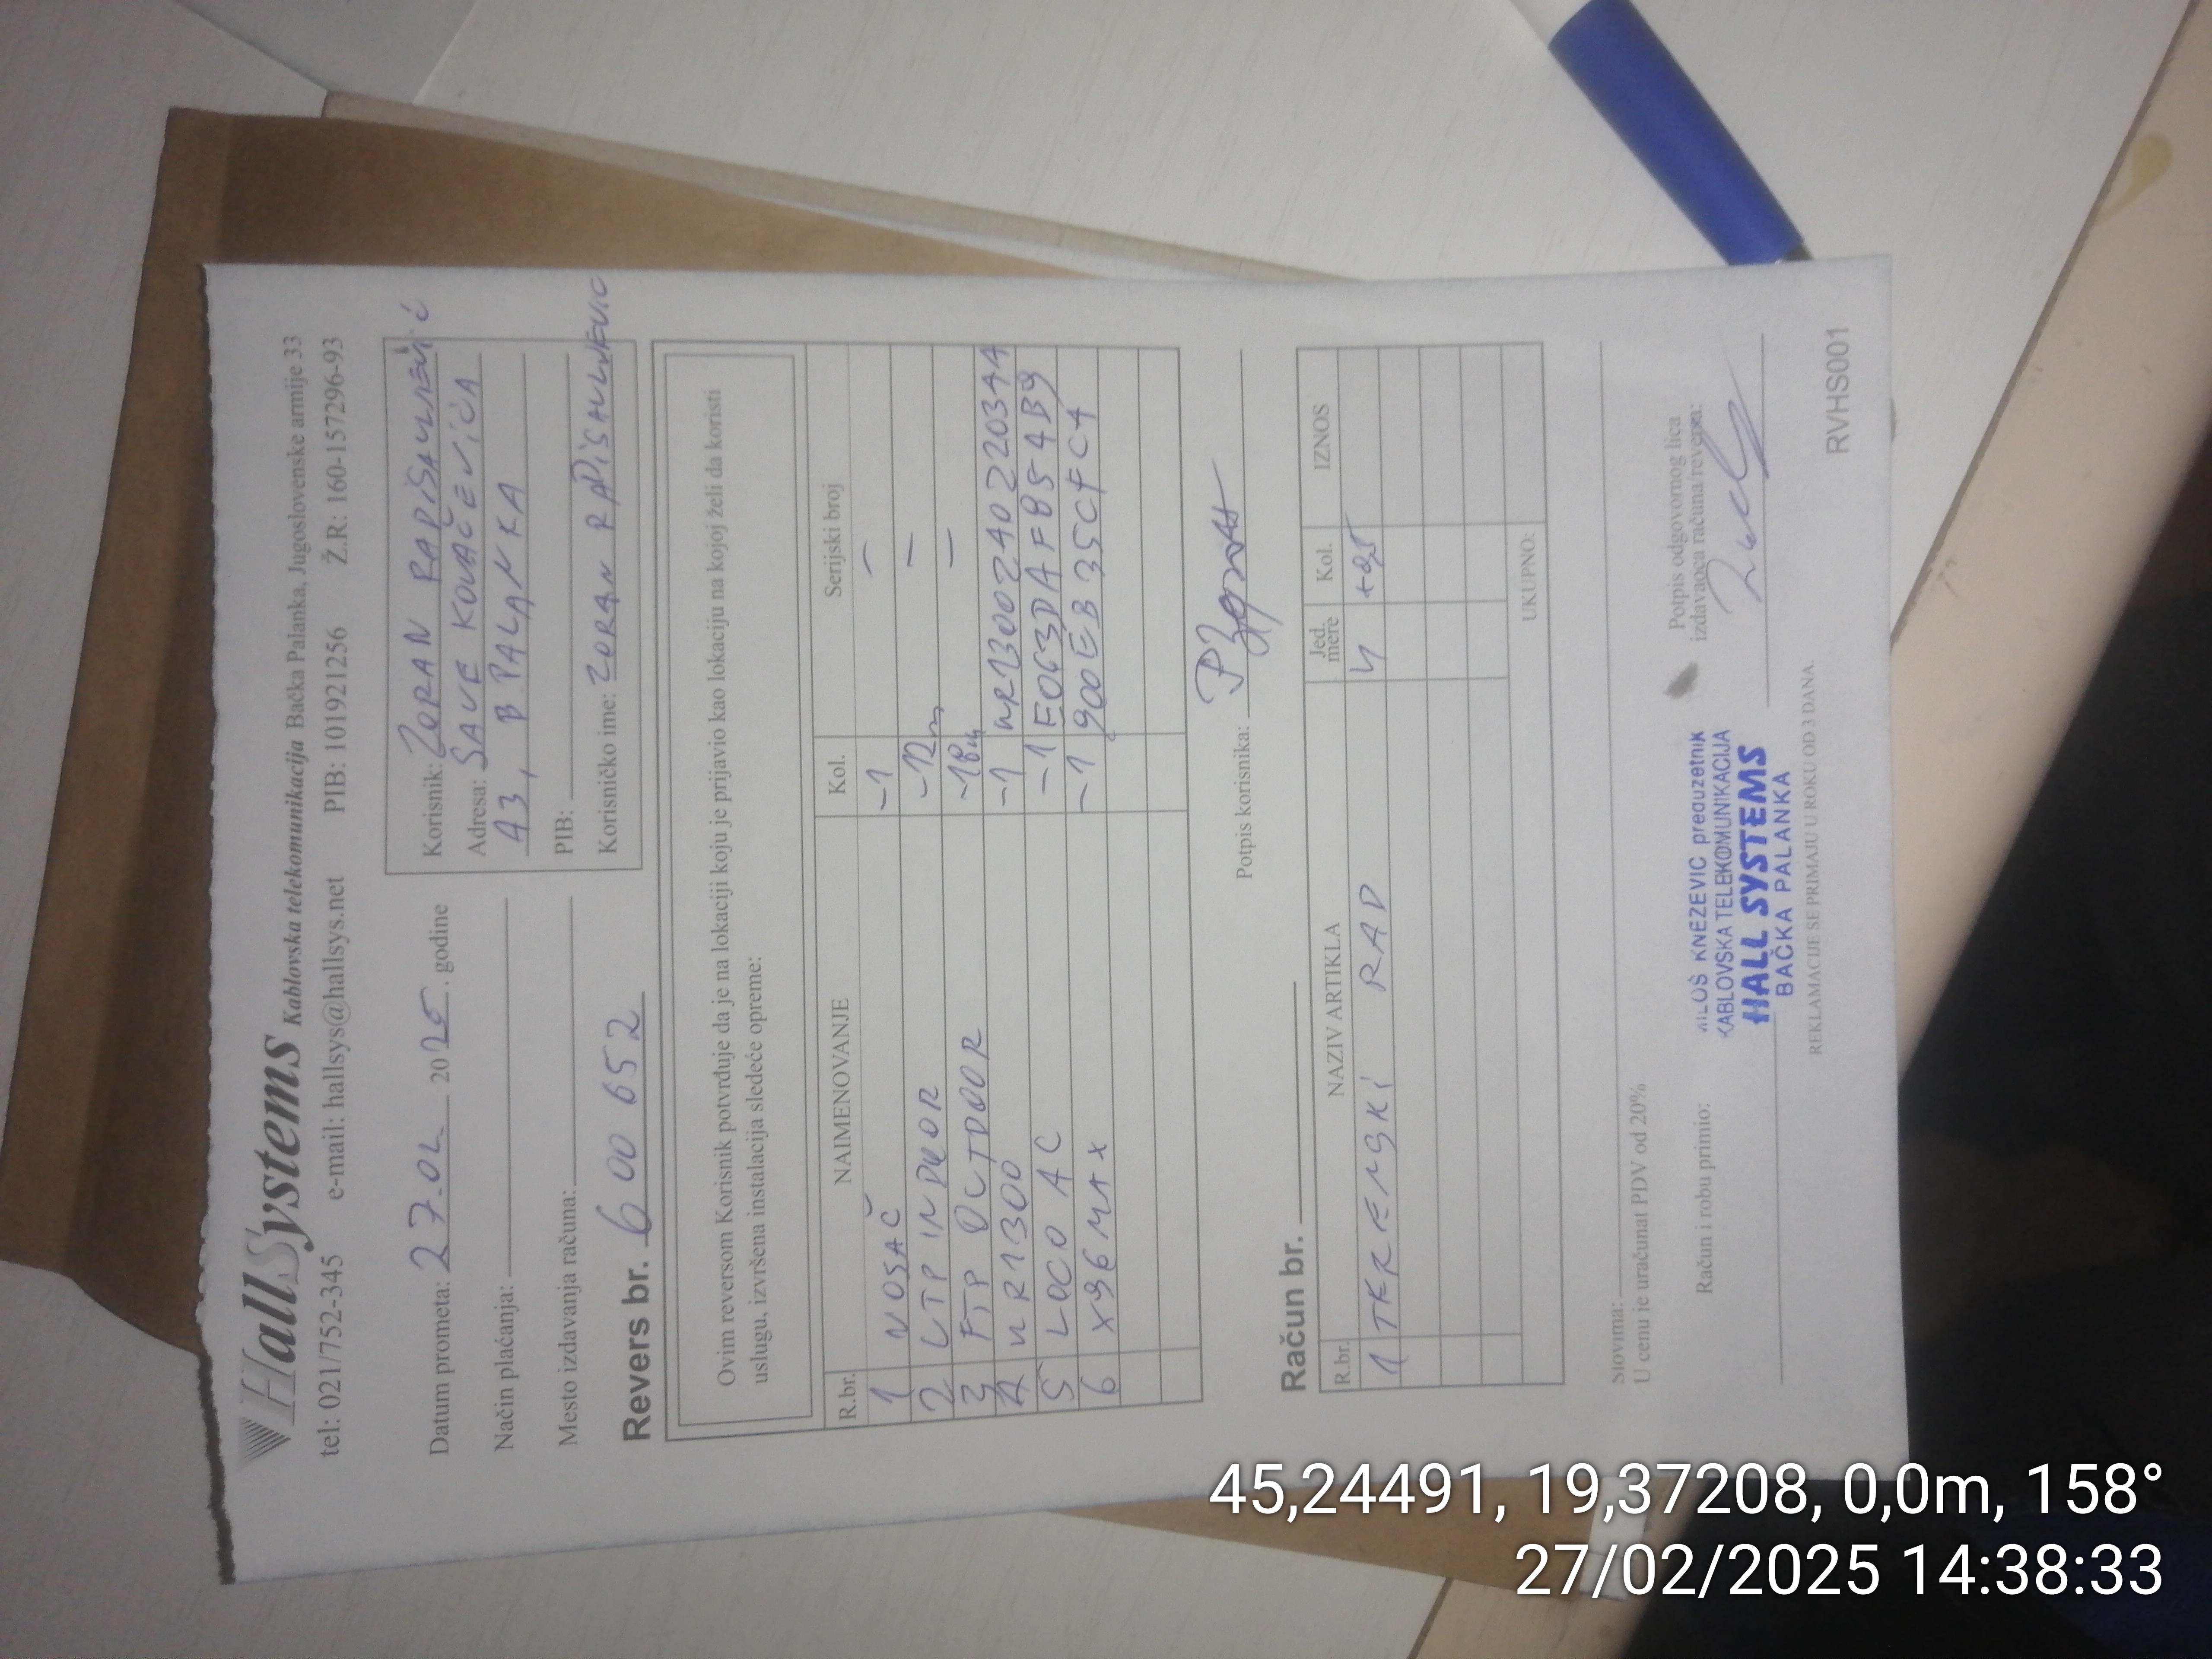 HallSystems Kablovska telekomunikacija Bačka Palanka, Jugoslovenske armije 33
tel: 021/752-345 e-mail: hallsys@hallsys.net PIB: 101921256 Ž.R: 160-157296-93
Datum prometa: 27.02. 2025. godine
Način plaćanja:
Mesto izdavanja računa:
Revers br. 600652
Korisnik: ZORAN RADIŠAVLJEVIĆ
Adresa: SAVE KOVAČEVIĆA
A3, B PALANKA
PIB:
Korisničko ime: ZORAN RADISAVLJEVIC
Ovim reversom Korisnik potvrđuje da je na lokaciji koju je prijavio kao lokaciju na kojoj želi da koristi
uslugu, izvršena instalacija sledeće opreme:
R.br. NAIMENOVANJE Kol. Serijski broj
1 NOSAČ -1 -
2 UTP INDOOR -12m -
3 FTP OUTDOOR -18m -
4 WR1300 -1 WR1300Z402220344
5 LOCO AC -1 E063DAF8954B9
6 X96MAX -1 900EB35CFC4
Potpis korisnika:
Račun br.
R.br. NAZIV ARTIKLA Jed. mere Kol. IZNOS
1 TERENSKI RAD h +0,5
UKUPNO:
Slovima:
U cenu je uračunat PDV od 20%
Račun i robu primio:
Potpis odgovornog lica
izdavaoca računa/reversa:
MILOŠ KNEZEVIC preduzetnik
KABLOVSKA TELEKOMUNIKACIJA
HALL SYSTEMS
BAČKA PALANKA
REKLAMACIJE SE PRIMAJU U ROKU OD 3 DANA.
RVHS001
45,24491, 19,37208, 0,0m, 158°
27/02/2025 14:38:33